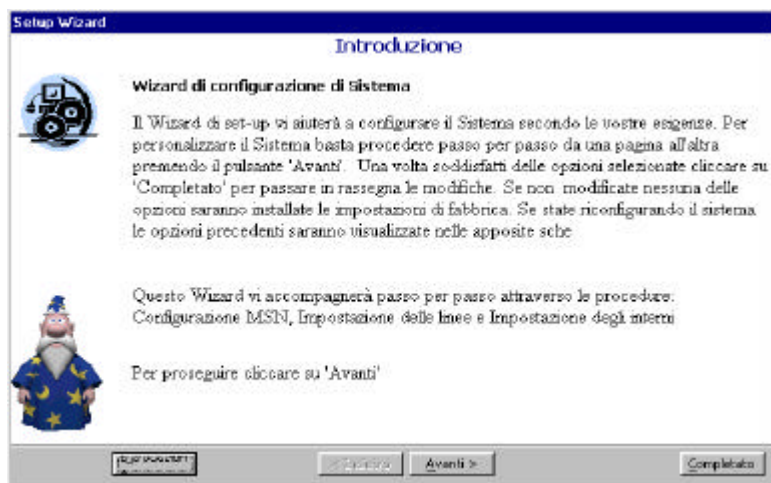 Setup Wizard
Introduzione
Wizard di configurazione di Sistema
Il Wizard di set-up vi aiuterà a configurare il Sistema secondo le vostre esigenze. Per
personalizzare il Sistema basta procedere passo per passo da una pagina all'altra
premendo il pulsante 'Avanti'. Una volta soddisfatti delle opzioni selezionate cliccare su
'Completato' per passare in rassegna le modifiche. Se non modificate nessuna delle
opzioni saranno installate le impostazioni di fabbrica. Se state riconfigurando il sistema
le opzioni precedenti saranno visualizzate nelle apposite sche
Questo Wizard vi accompagnerà passo per passo attraverso le procedure:
Configurazione MSN, Impostazione delle linee e Impostazione degli interni
Per proseguire cliccare su 'Avanti'
Avanti >
Completato